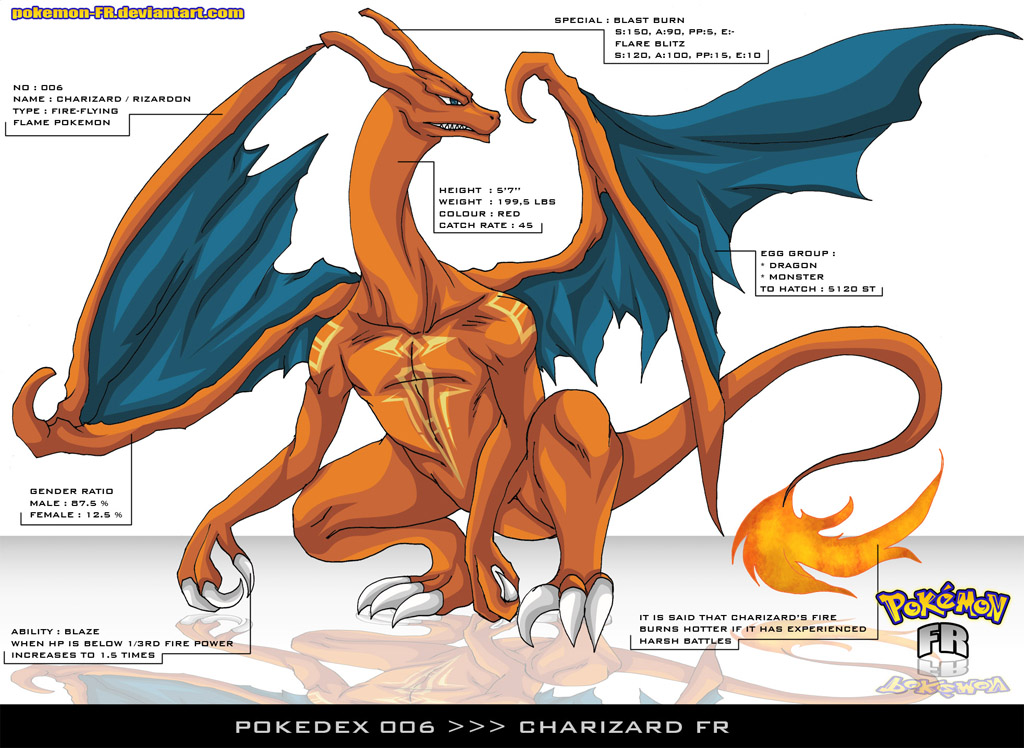 pokemon-FR.deviantart.com
SPECIAL : BLAST BURN
S:150, A:90, PP:5, E:-
FLARE BLITZ
S:120, A:100, PP:15, E:10
NO : 006
NAME : CHARIZARD / RIZARDON
TYPE : FIRE-FLYING
FLAME POKEMON
HEIGHT : 5'7"
WEIGHT : 199,5 LBS
COLOUR : RED
CATCH RATE : 45
EGG GROUP :
* DRAGON
* MONSTER
TO HATCH : 5120 ST
GENDER RATIO
MALE : 87.5 %
FEMALE : 12.5 %
ABILITY : BLAZE
WHEN HP IS BELOW 1/3RD FIRE POWER
INCREASES TO 1.5 TIMES
IT IS SAID THAT CHARIZARD'S FIRE
BURNS HOTTER IF IT HAS EXPERIENCED
HARSH BATTLES
POKéMON
FR
POKEDEX 006 >>> CHARIZARD FR